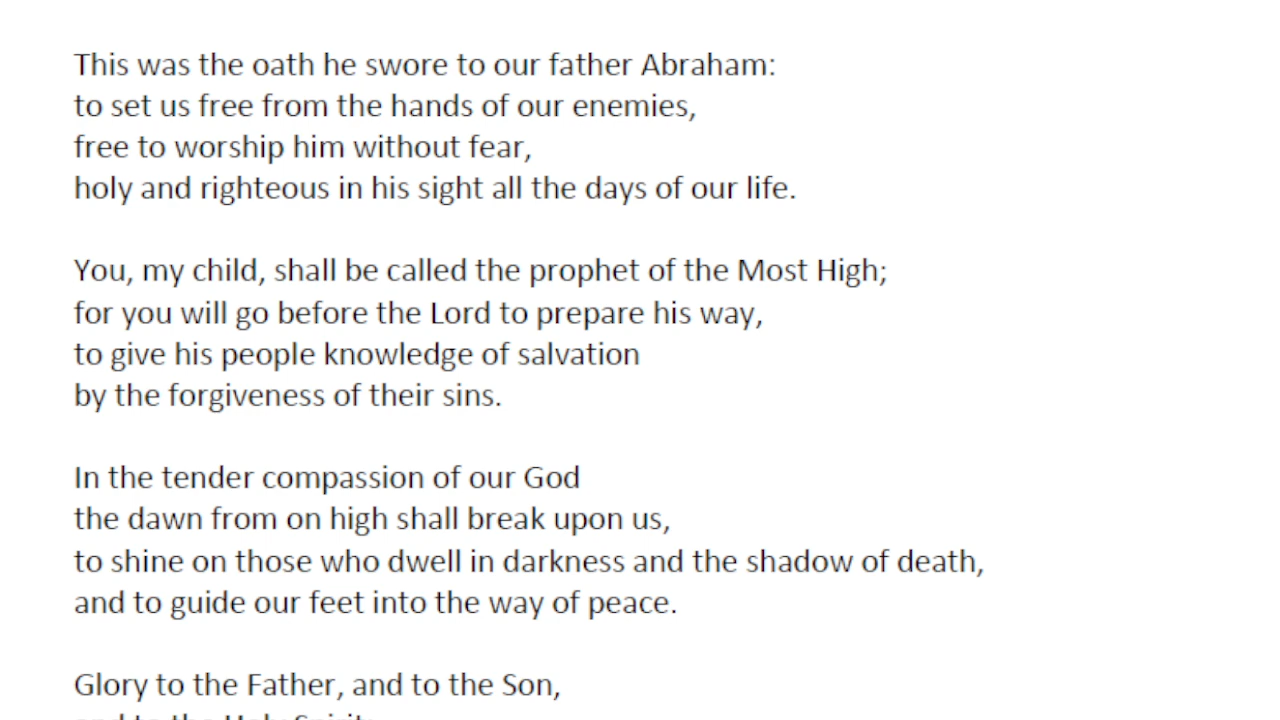 This was the oath he swore to our father Abraham:
to set us free from the hands of our enemies,
free to worship him without fear,
holy and righteous in his sight all the days of our life.
You, my child, shall be called the prophet of the Most High;
for you will go before the Lord to prepare his way,
to give his people knowledge of salvation
by the forgiveness of their sins.
In the tender compassion of our God
the dawn from on high shall break upon us,
to shine on those who dwell in darkness and the shadow of death,
and to guide our feet into the way of peace.
Glory to the Father, and to the Son,
and to the Holy Spirit: